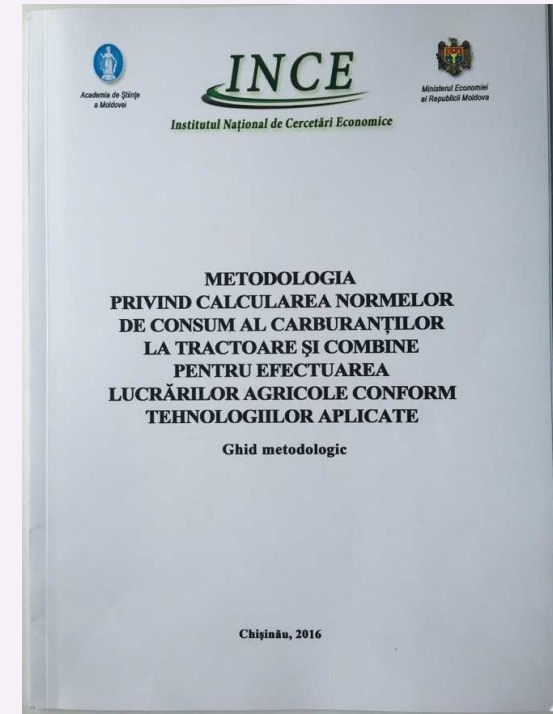 Academia de Științe
a Moldovei
INCE
Institutul Național de Cercetări Economice
Ministerul Economiei
al Republicii Moldova
METODOLOGIA
PRIVIND CALCULAREA NORMELOR
DE CONSUM AL CARBURANȚILOR
LA TRACTOARE ȘI COMBINE
PENTRU EFECTUAREA
LUCRĂRILOR AGRICOLE CONFORM
TEHNOLOGIILOR APLICATE
Ghid metodologic
Chișinău, 2016